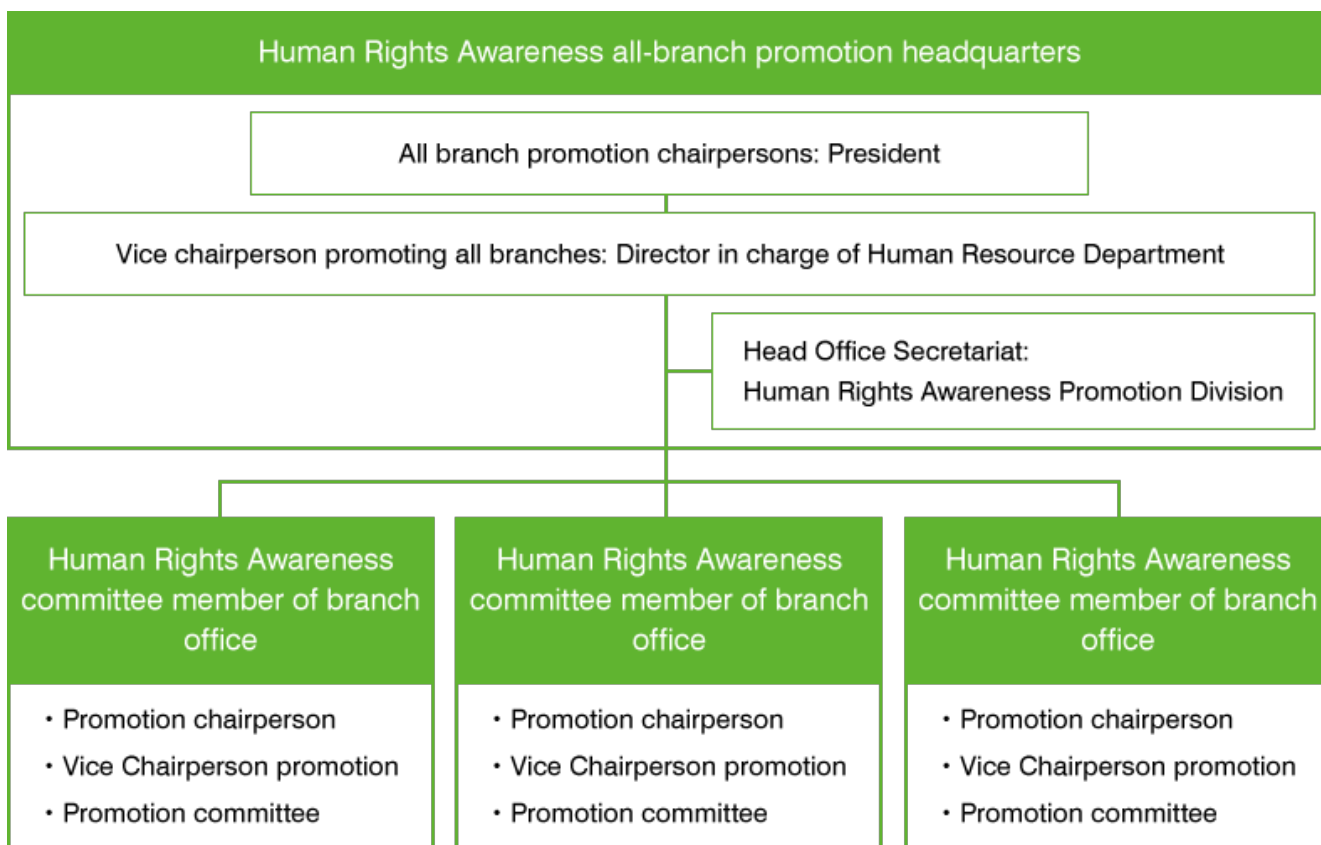 Human Rights Awareness all-branch promotion headquarters
All branch promotion chairpersons: President
Vice chairperson promoting all branches: Director in charge of Human Resource Department
Head Office Secretariat:
Human Rights Awareness Promotion Division
Human Rights Awareness
committee member of branch
office
・Promotion chairperson
・Vice Chairperson promotion
・Promotion committee
Human Rights Awareness
committee member of branch
office
・Promotion chairperson
・Vice Chairperson promotion
・Promotion committee
Human Rights Awareness
committee member of branch
office
・Promotion chairperson
・Vice Chairperson promotion
・Promotion committee